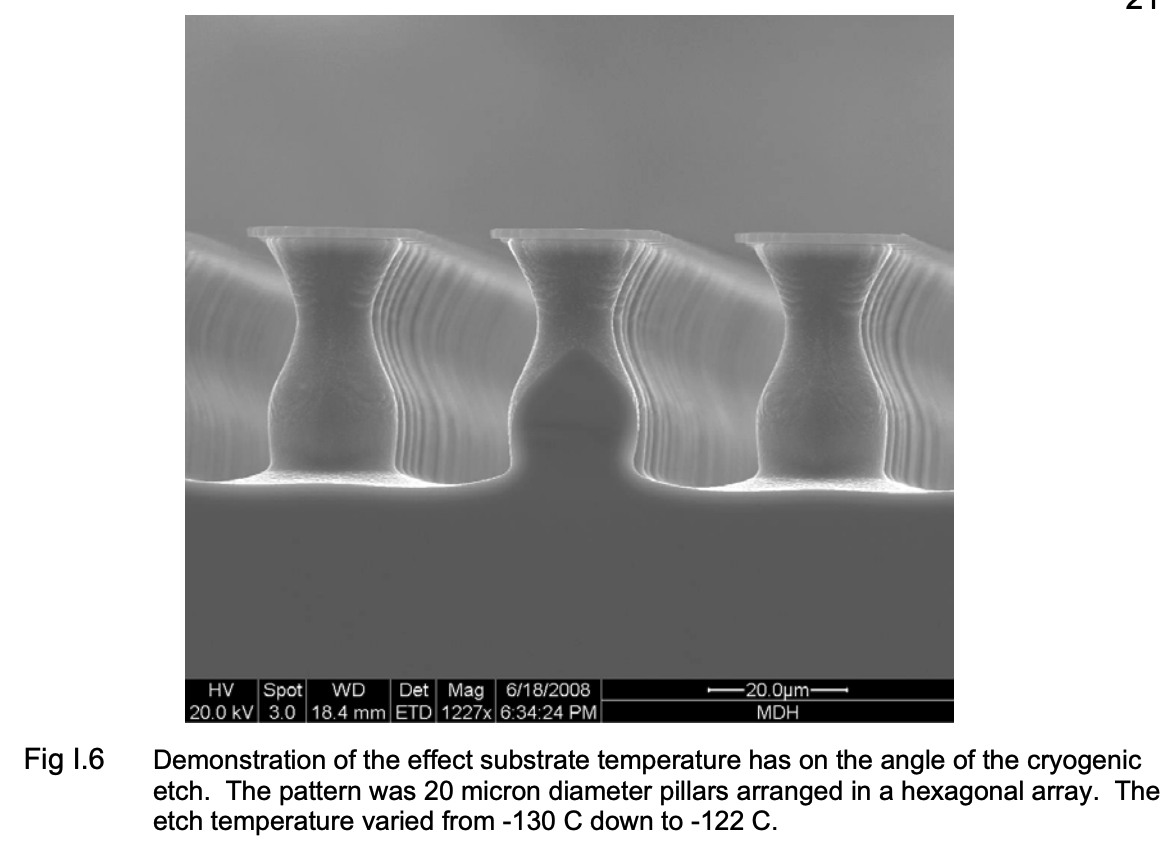 HV Spot WD Det Mag 6/18/2008 20.0µm
20.0 kV 3.0 18.4 mm ETD 1227x 6:34:24 PM MDH
Fig I.6 Demonstration of the effect substrate temperature has on the angle of the cryogenic
etch. The pattern was 20 micron diameter pillars arranged in a hexagonal array. The
etch temperature varied from -130 C down to -122 C.